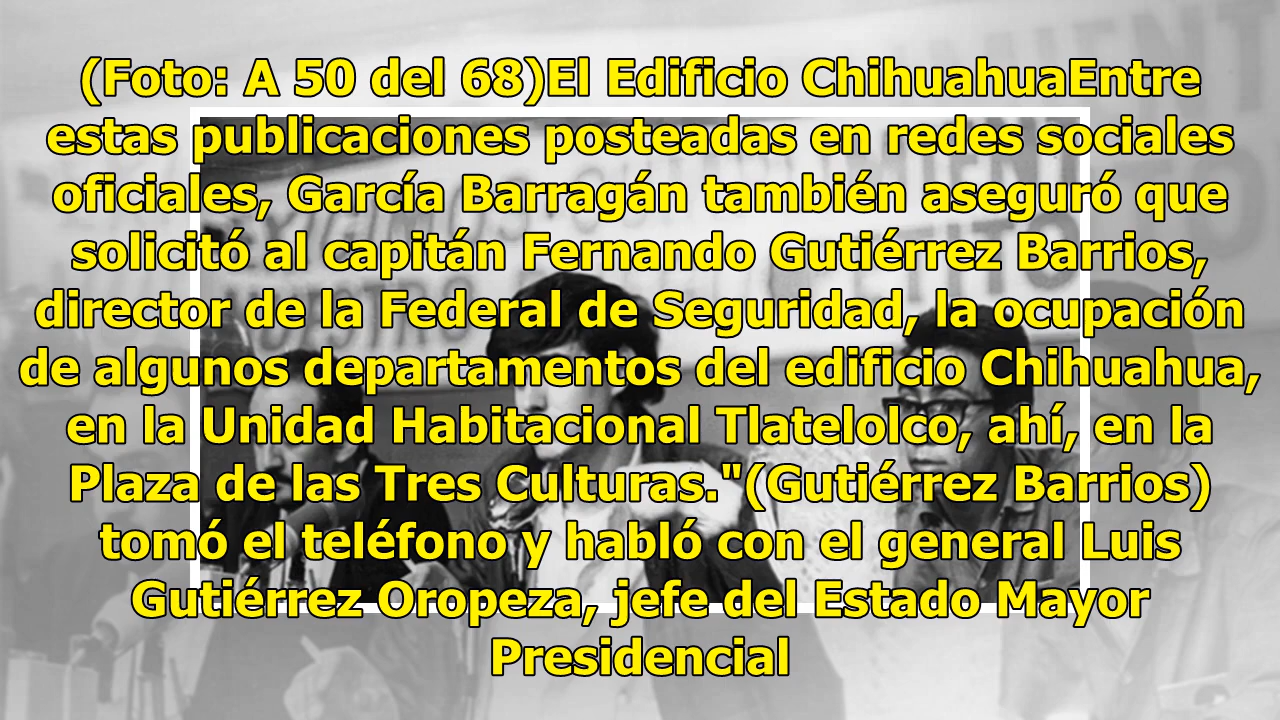 (Foto: A 50 del 68)El Edificio ChihuahuaEntre
estas publicaciones posteadas en redes sociales
oficiales, García Barragán también aseguró que
solicitó al capitán Fernando Gutiérrez Barrios,
director de la Federal de Seguridad, la ocupación
de algunos departamentos del edificio Chihuahua,
en la Unidad Habitacional Tlatelolco, ahí, en la
Plaza de las Tres Culturas."(Gutiérrez Barrios)
tomó el teléfono y habló con el general Luis
Gutiérrez Oropeza, jefe del Estado Mayor
Presidencial